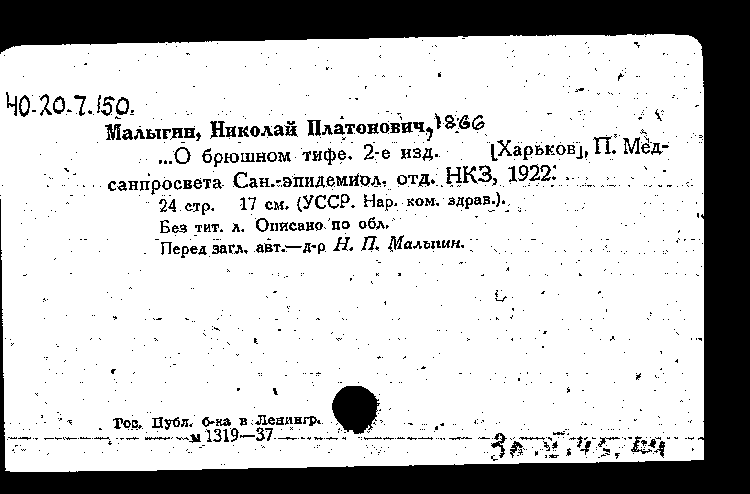 40-20-7.150.
Малыгин, Николай Платонович, 1866
...О брюшном тифе. 2-е изд. [Харьков], П. Мед-
санпросвета Сан.-эпидемиол. отд. НКЗ, 1922.
24 стр. 17 см. (УССР. Нар. ком. здрав.).
Без тит. л. Описано по обл.
Перед загл. авт.—д-р Н. П. Малыгин.
Гос. Публ. б-ка в Ленингр.
м 1319—37